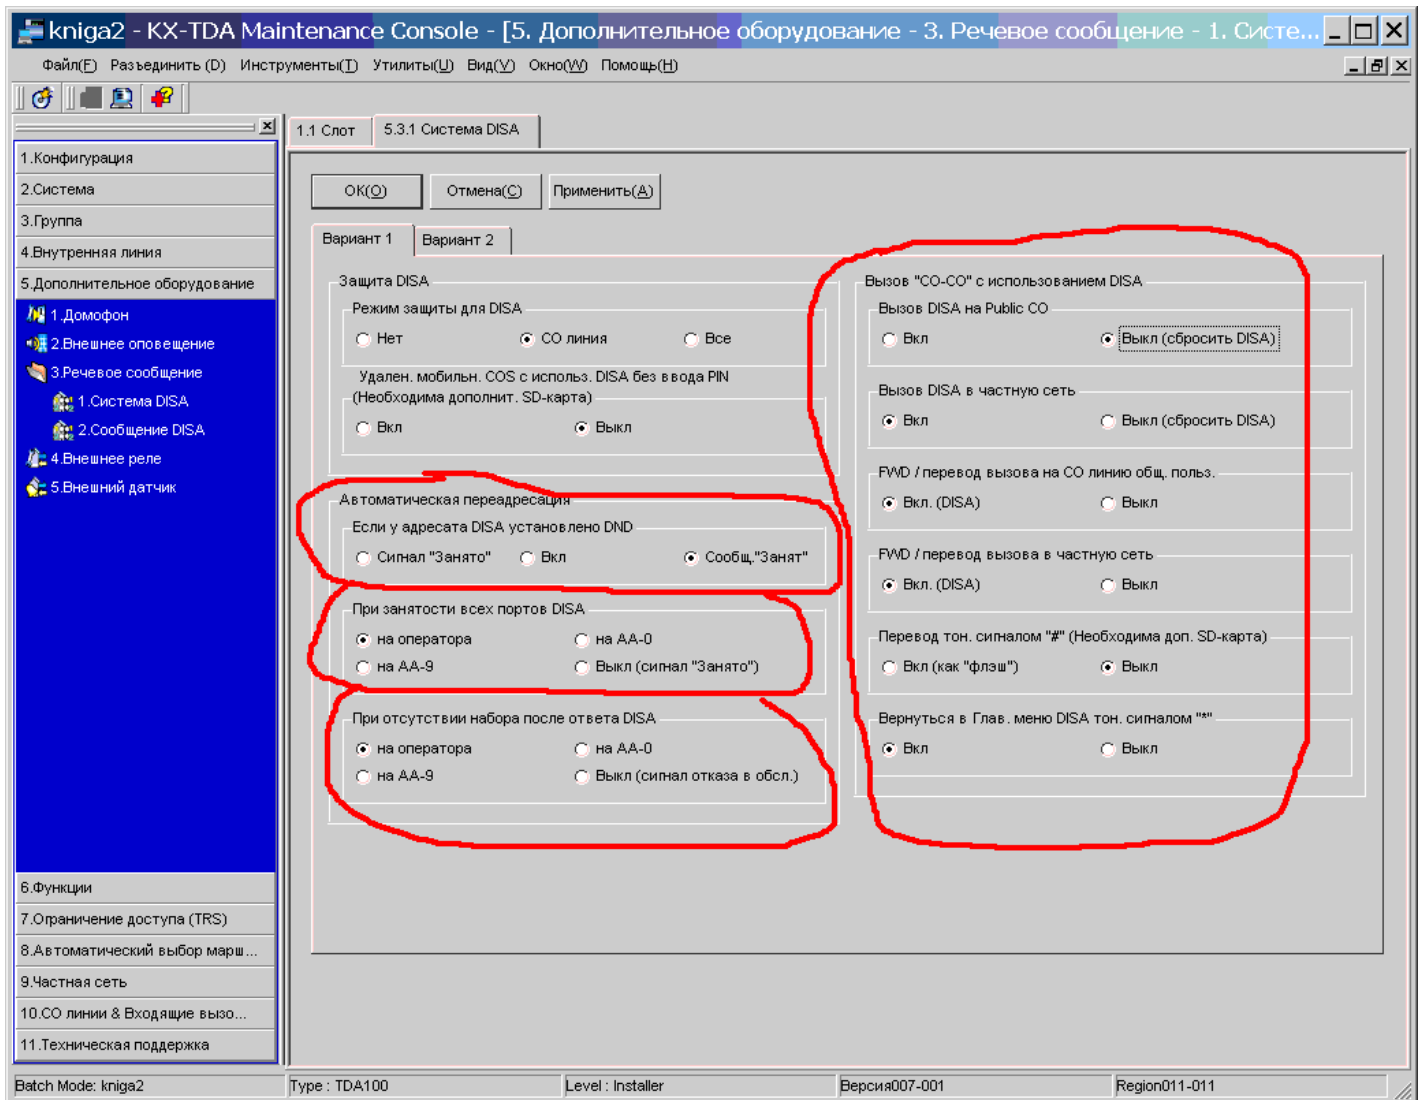 kniga2 - KX-TDA Maintenance Console - [5. Дополнительное оборудование - 3. Речевое сообщение - 1. Систе...
Файл(F) Разъединить (D) Инструменты(T) Утилиты(U) Вид(V) Окно(W) Помощь(H)
1.1 Слот
5.3.1 Система DISA
1.Конфигурация
2.Система
3.Группа
4.Внутренняя линия
5.Дополнительное оборудование
1.Домофон
2.Внешнее оповещение
3.Речевое сообщение
1.Система DISA
2.Сообщение DISA
4.Внешнее реле
5.Внешний датчик
6.Функции
7.Ограничение доступа (TRS)
8.Автоматический выбор марш...
9.Частная сеть
10.СО линии & Входящие вызо...
11.Техническая поддержка
ОК(O) Отмена(C) Применить(A)
Вариант 1 Вариант 2
Защита DISA
Режим защиты для DISA
Нет СО линия Все
Удален. мобильн. COS с использ. DISA без ввода PIN
(Необходима дополнит. SD-карта)
Вкл Выкл
Автоматическая переадресация
Если у адресата DISA установлено DND
Сигнал "Занято" Вкл Сообщ."Занят"
При занятости всех портов DISA
на оператора на АА-0
на АА-9 Выкл (сигнал "Занято")
При отсутствии набора после ответа DISA
на оператора на АА-0
на АА-9 Выкл (сигнал отказа в обсл.)
Вызов "СО-СО" с использованием DISA
Вызов DISA на Public CO
Вкл Выкл (сбросить DISA)
Вызов DISA в частную сеть
Вкл Выкл (сбросить DISA)
FWD / перевод вызова на СО линию общ. польз.
Вкл. (DISA) Выкл
FWD / перевод вызова в частную сеть
Вкл. (DISA) Выкл
Перевод тон. сигналом "#" (Необходима доп. SD-карта)
Вкл (как "флэш") Выкл
Вернуться в Глав. меню DISA тон. сигналом "*"
Вкл Выкл
Batch Mode: kniga2 Type : TDA100 Level : Installer Версия007-001 Region011-011